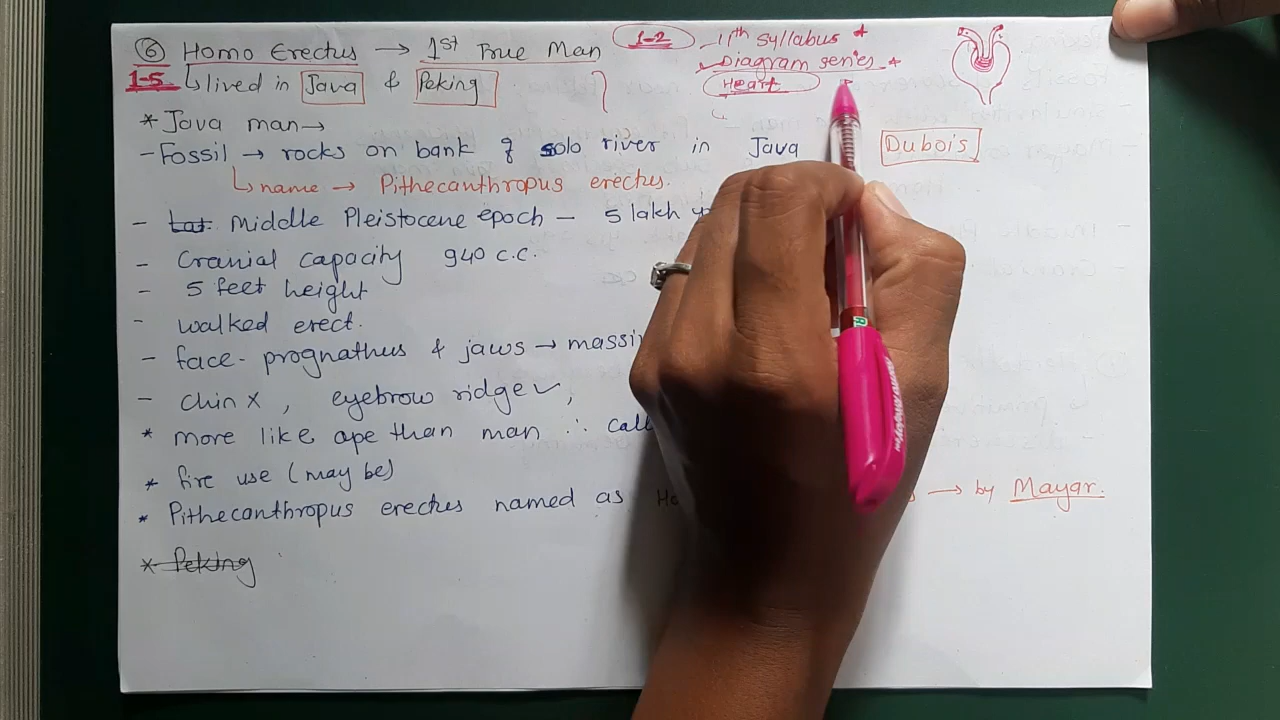 ⑥ Homo Erectus → 1st True Man
1-5 lived in Java & Peking
1-2 11th Syllabus *
Diagram series *
Heart
* Java man →
- Fossil → rocks on bank of solo river in Java Dubois
name → Pithecanthropus erectus.
- Lat. middle Pleistocene epoch - 5 lakh
- Cranial capacity 940 c.c.
- 5 feet height
- walked erect.
- face - prognathus & jaws → massi
- chin x, eyebrow ridge ✓,
* more like ape than man ∴ call
* fire use (may be)
* Pithecanthropus erectus named as Ho → by Mayar.
* Peking